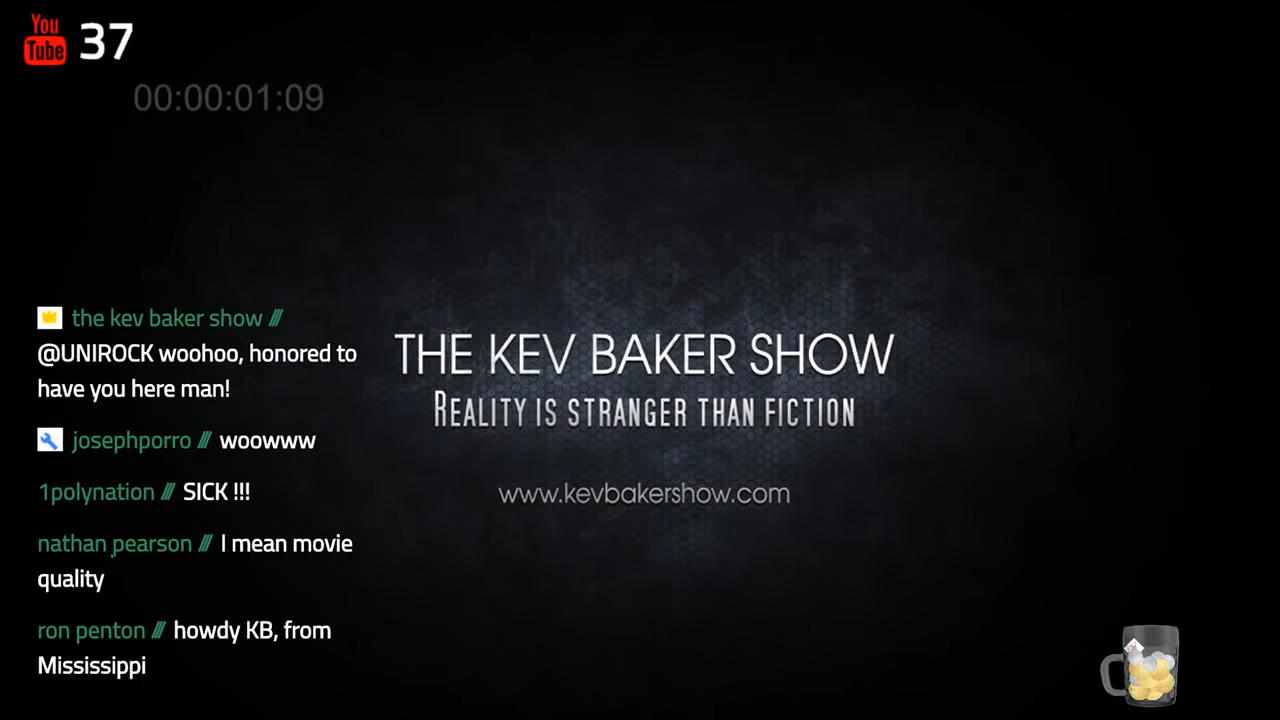 You
Tube
37
00:00:01:09
the kev baker show ///
@UNIROCK woohoo, honored to
have you here man!
josephporro /// woowww
1polynation /// SICK !!!
nathan pearson /// I mean movie
quality
ron penton /// howdy KB, from
Mississippi
THE KEV BAKER SHOW
REALITY IS STRANGER THAN FICTION
www.kevbakershow.com